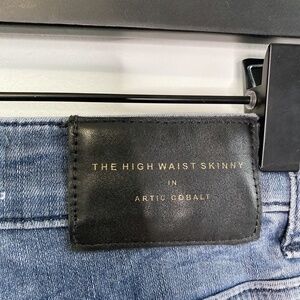 THE HIGH WAIST SKINNY
IN
ARTIC COBALT